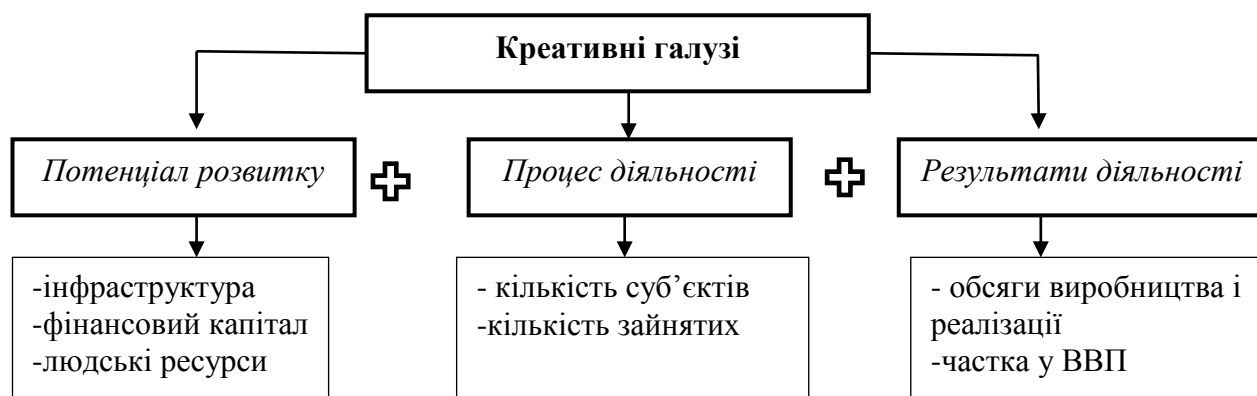 Креативні галузі
Потенціал розвитку
Процес діяльності
Результати діяльності
-інфраструктура
-фінансовий капітал
-людські ресурси
- кількість суб’єктів
-кількість зайнятих
- обсяги виробництва і
реалізації
-частка у ВВП